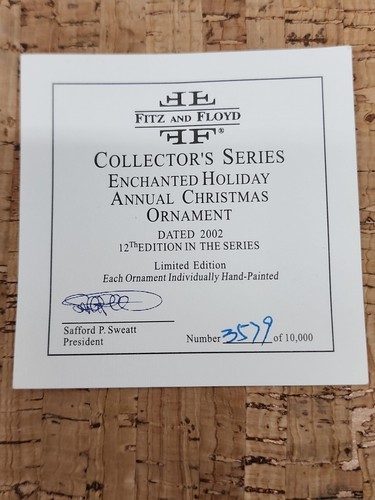 FITZ AND FLOYD
®
COLLECTOR'S SERIES
ENCHANTED HOLIDAY
ANNUAL CHRISTMAS
ORNAMENT
DATED 2002
12Th EDITION IN THE SERIES
Limited Edition
Each Ornament Individually Hand-Painted
Safford P. Sweatt
President
Number 3579 of 10,000